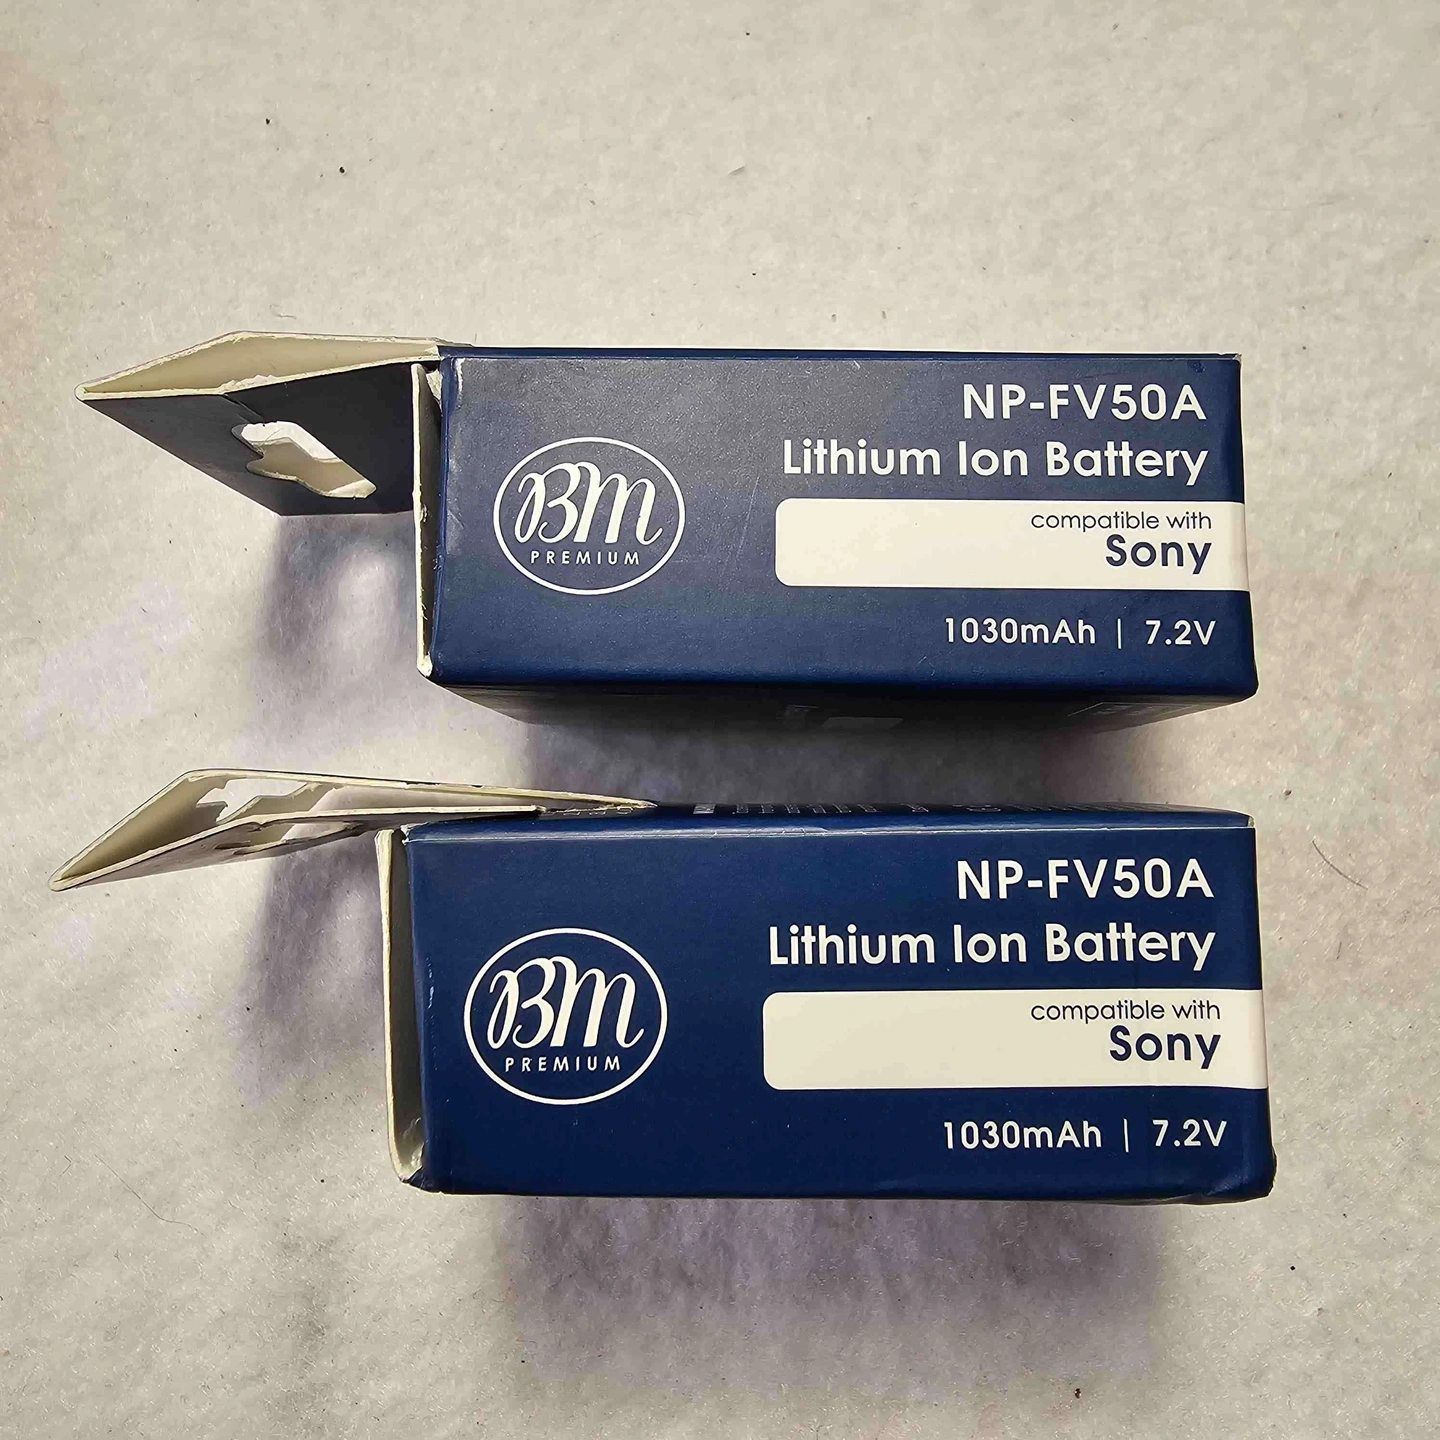 NP-FV50A
Lithium Ion Battery
compatible with
Sony
1030mAh | 7.2V
BM
PREMIUM
NP-FV50A
Lithium Ion Battery
compatible with
Sony
1030mAh | 7.2V
BM
PREMIUM